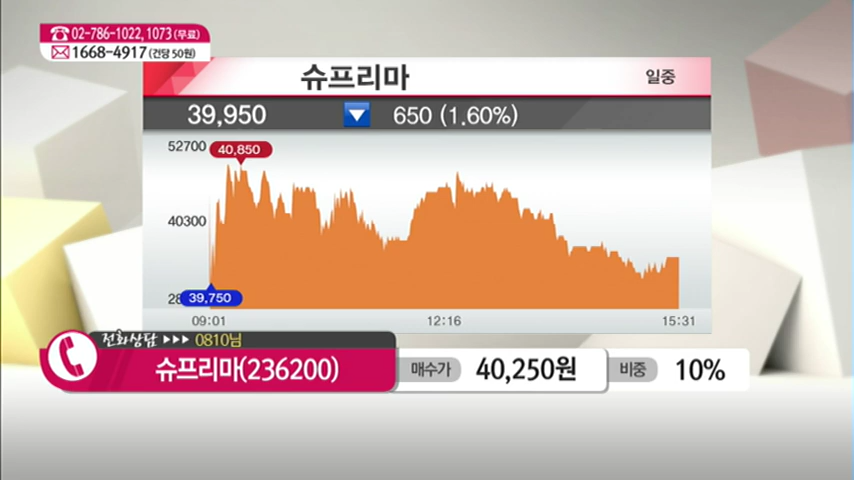 02-786-1022, 1073 (무료)
1668-4917 (건당 50원)
슈프리마 일중
39,950 650 (1.60%)
52700
40,850
40300
28
39,750
09:01 12:16 15:31
전화상담 ▶▶▶ 0810님
슈프리마(236200) 매수가 40,250원 비중 10%